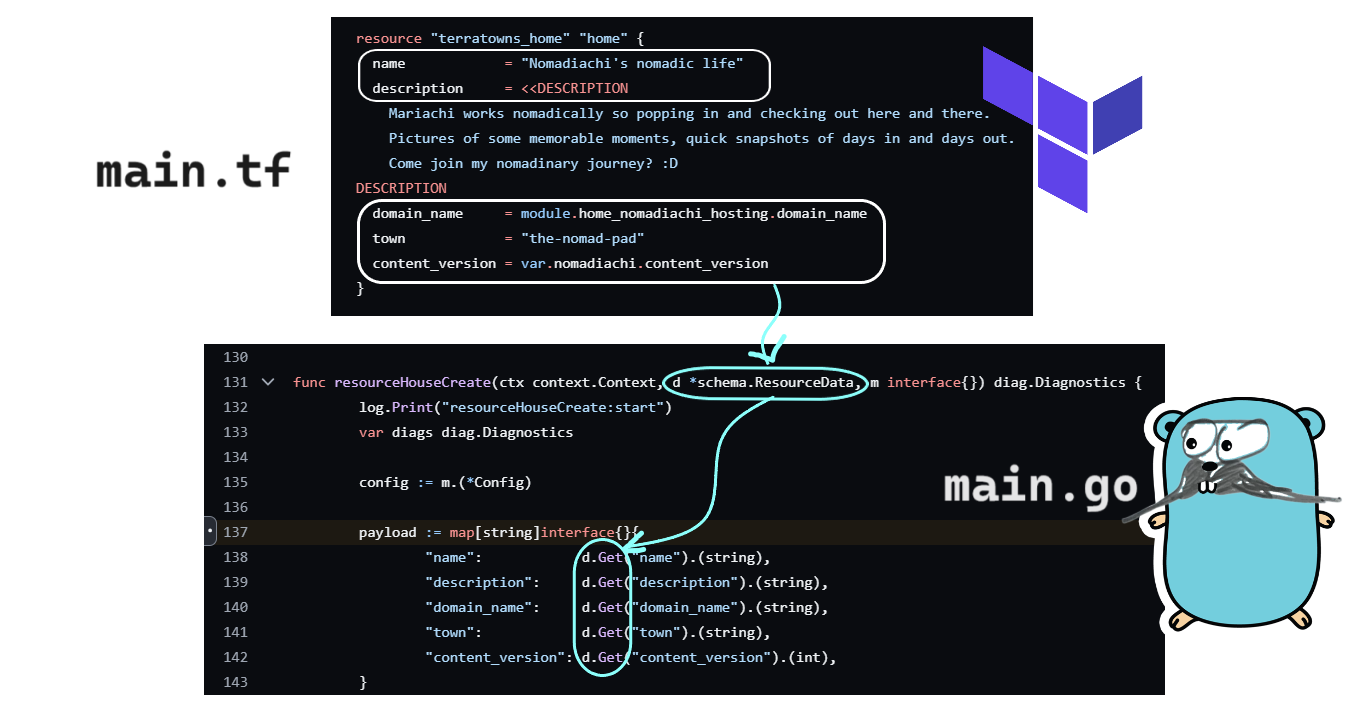 resource "terratowns_home" "home" {
name = "Nomadiachi's nomadic life"
description = <<DESCRIPTION
Mariachi works nomadically so popping in and checking out here and there.
Pictures of some memorable moments, quick snapshots of days in and days out.
Come join my nomadinary journey? :D
DESCRIPTION
domain_name = module.home_nomadiachi_hosting.domain_name
town = "the-nomad-pad"
content_version = var.nomadiachi.content_version
}
main.tf
130
131 func resourceHouseCreate(ctx context.Context, d *schema.ResourceData, m interface{}) diag.Diagnostics {
132 log.Print("resourceHouseCreate:start")
133 var diags diag.Diagnostics
134
135 config := m.(*Config)
136
137 payload := map[string]interface{}{
138 "name": d.Get("name").(string),
139 "description": d.Get("description").(string),
140 "domain_name": d.Get("domain_name").(string),
141 "town": d.Get("town").(string),
142 "content_version": d.Get("content_version").(int),
143 }
main.go